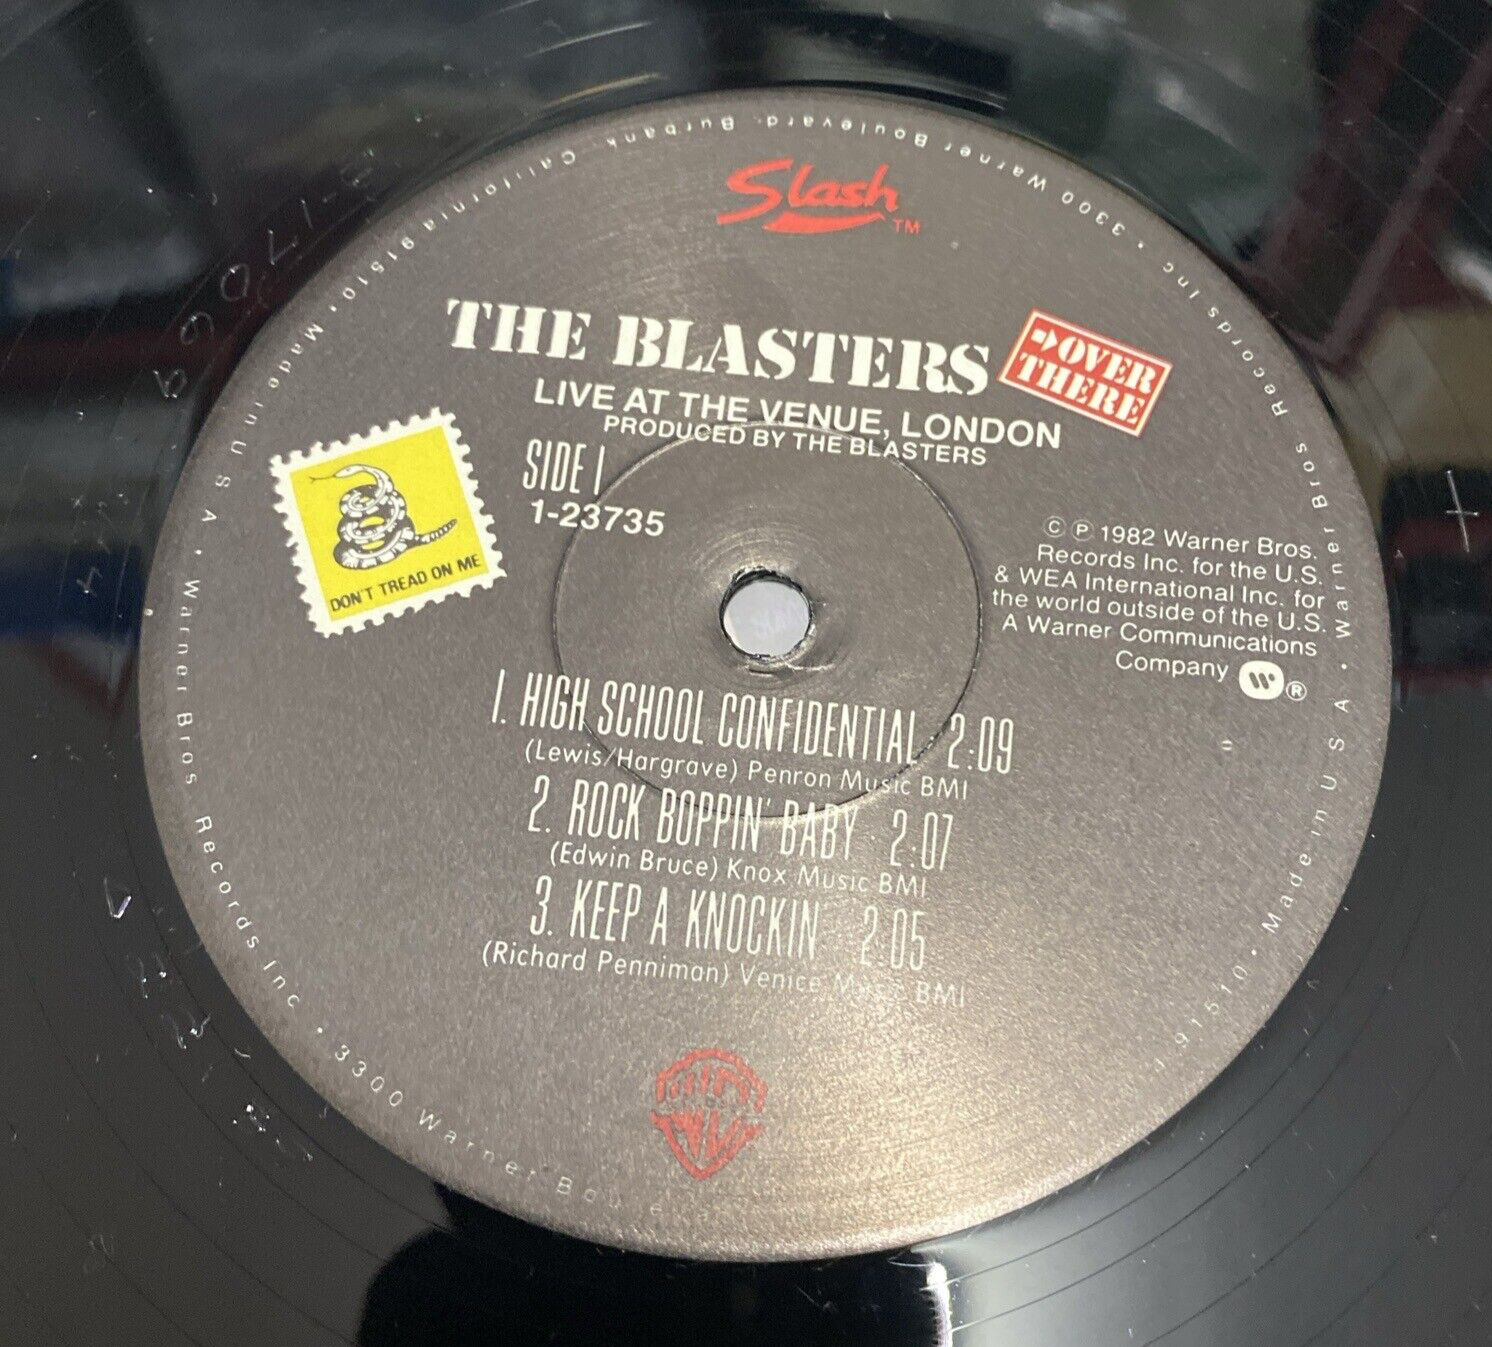 Slash™
THE BLASTERS
➩OVER
THERE
LIVE AT THE VENUE, LONDON
PRODUCED BY THE BLASTERS
SIDE I
1-23735
DON'T TREAD ON ME
© ℗ 1982 Warner Bros.
Records Inc. for the U.S.
& WEA International Inc. for
the world outside of the U.S.
A Warner Communications
Company W ®
1. HIGH SCHOOL CONFIDENTIAL 2:09
(Lewis/Hargrave) Penron Music BMI
2. ROCK BOPPIN' BABY 2:07
(Edwin Bruce) Knox Music BMI
3. KEEP A KNOCKIN 2:05
(Richard Penniman) Venice Music BMI
Warner Bros Records Inc • 3300 Warner Boulevard, Burbank, California 91510 • Made in U S A • Warner Bros Records Inc • 3300 Warner
91510 • Made in U S A •